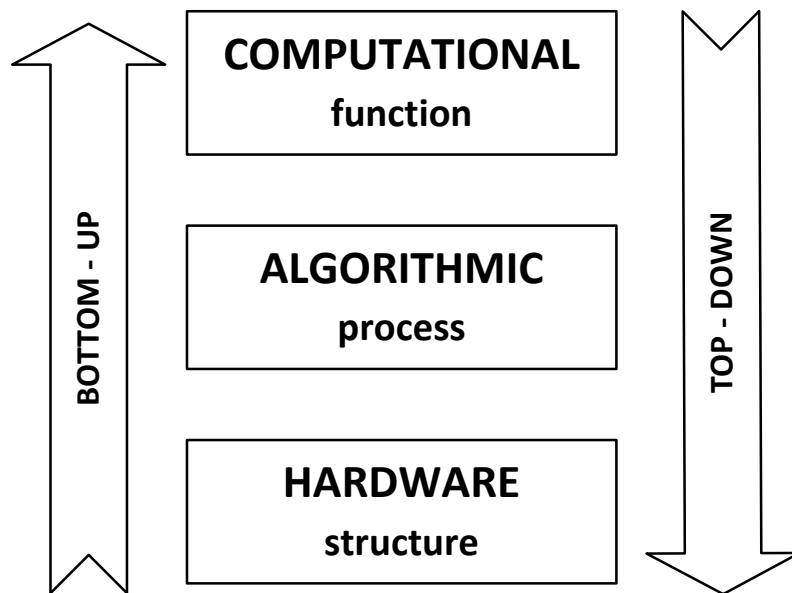 COMPUTATIONAL
function
BOTTOM - UP
ALGORITHMIC
process
TOP - DOWN
HARDWARE
structure